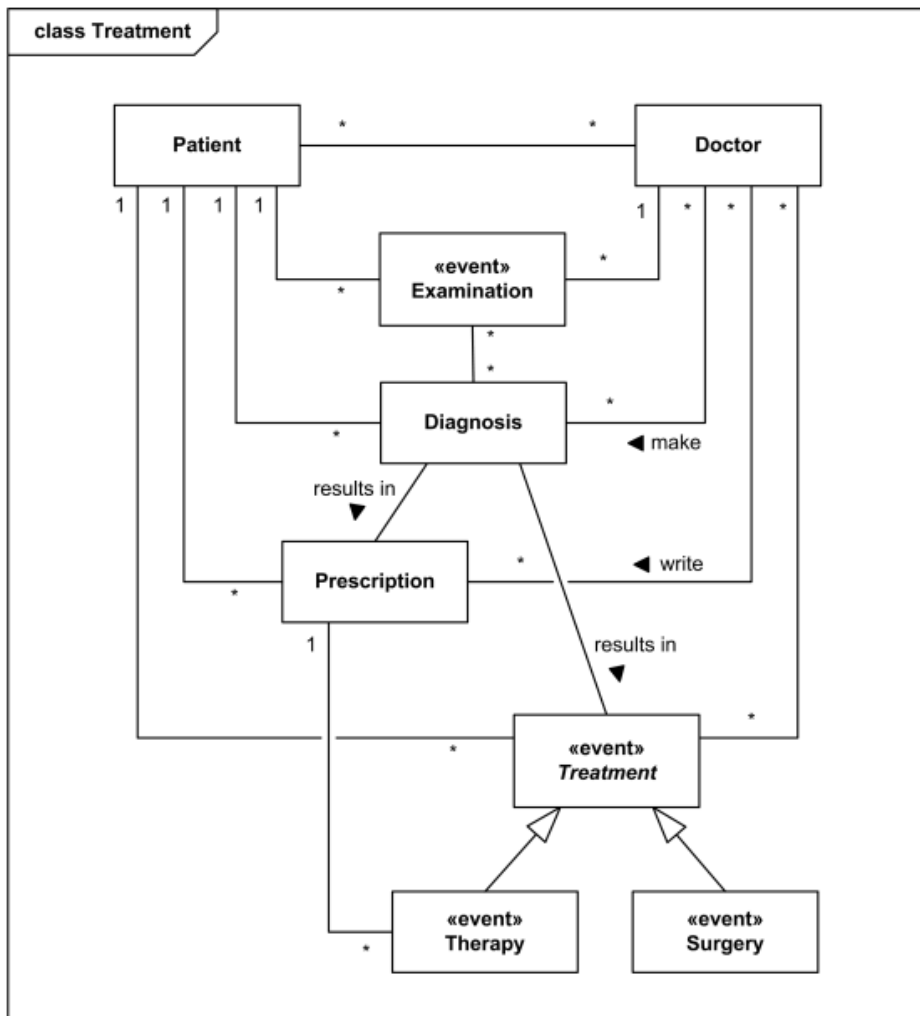 class Treatment
Patient
*
*
Doctor
1
1
1
1
1
*
*
*
«event»
Examination
*
*
*
*
Diagnosis
*
*
make
results in
Prescription
*
*
write
1
results in
«event»
Treatment
*
*
«event»
Therapy
*
«event»
Surgery